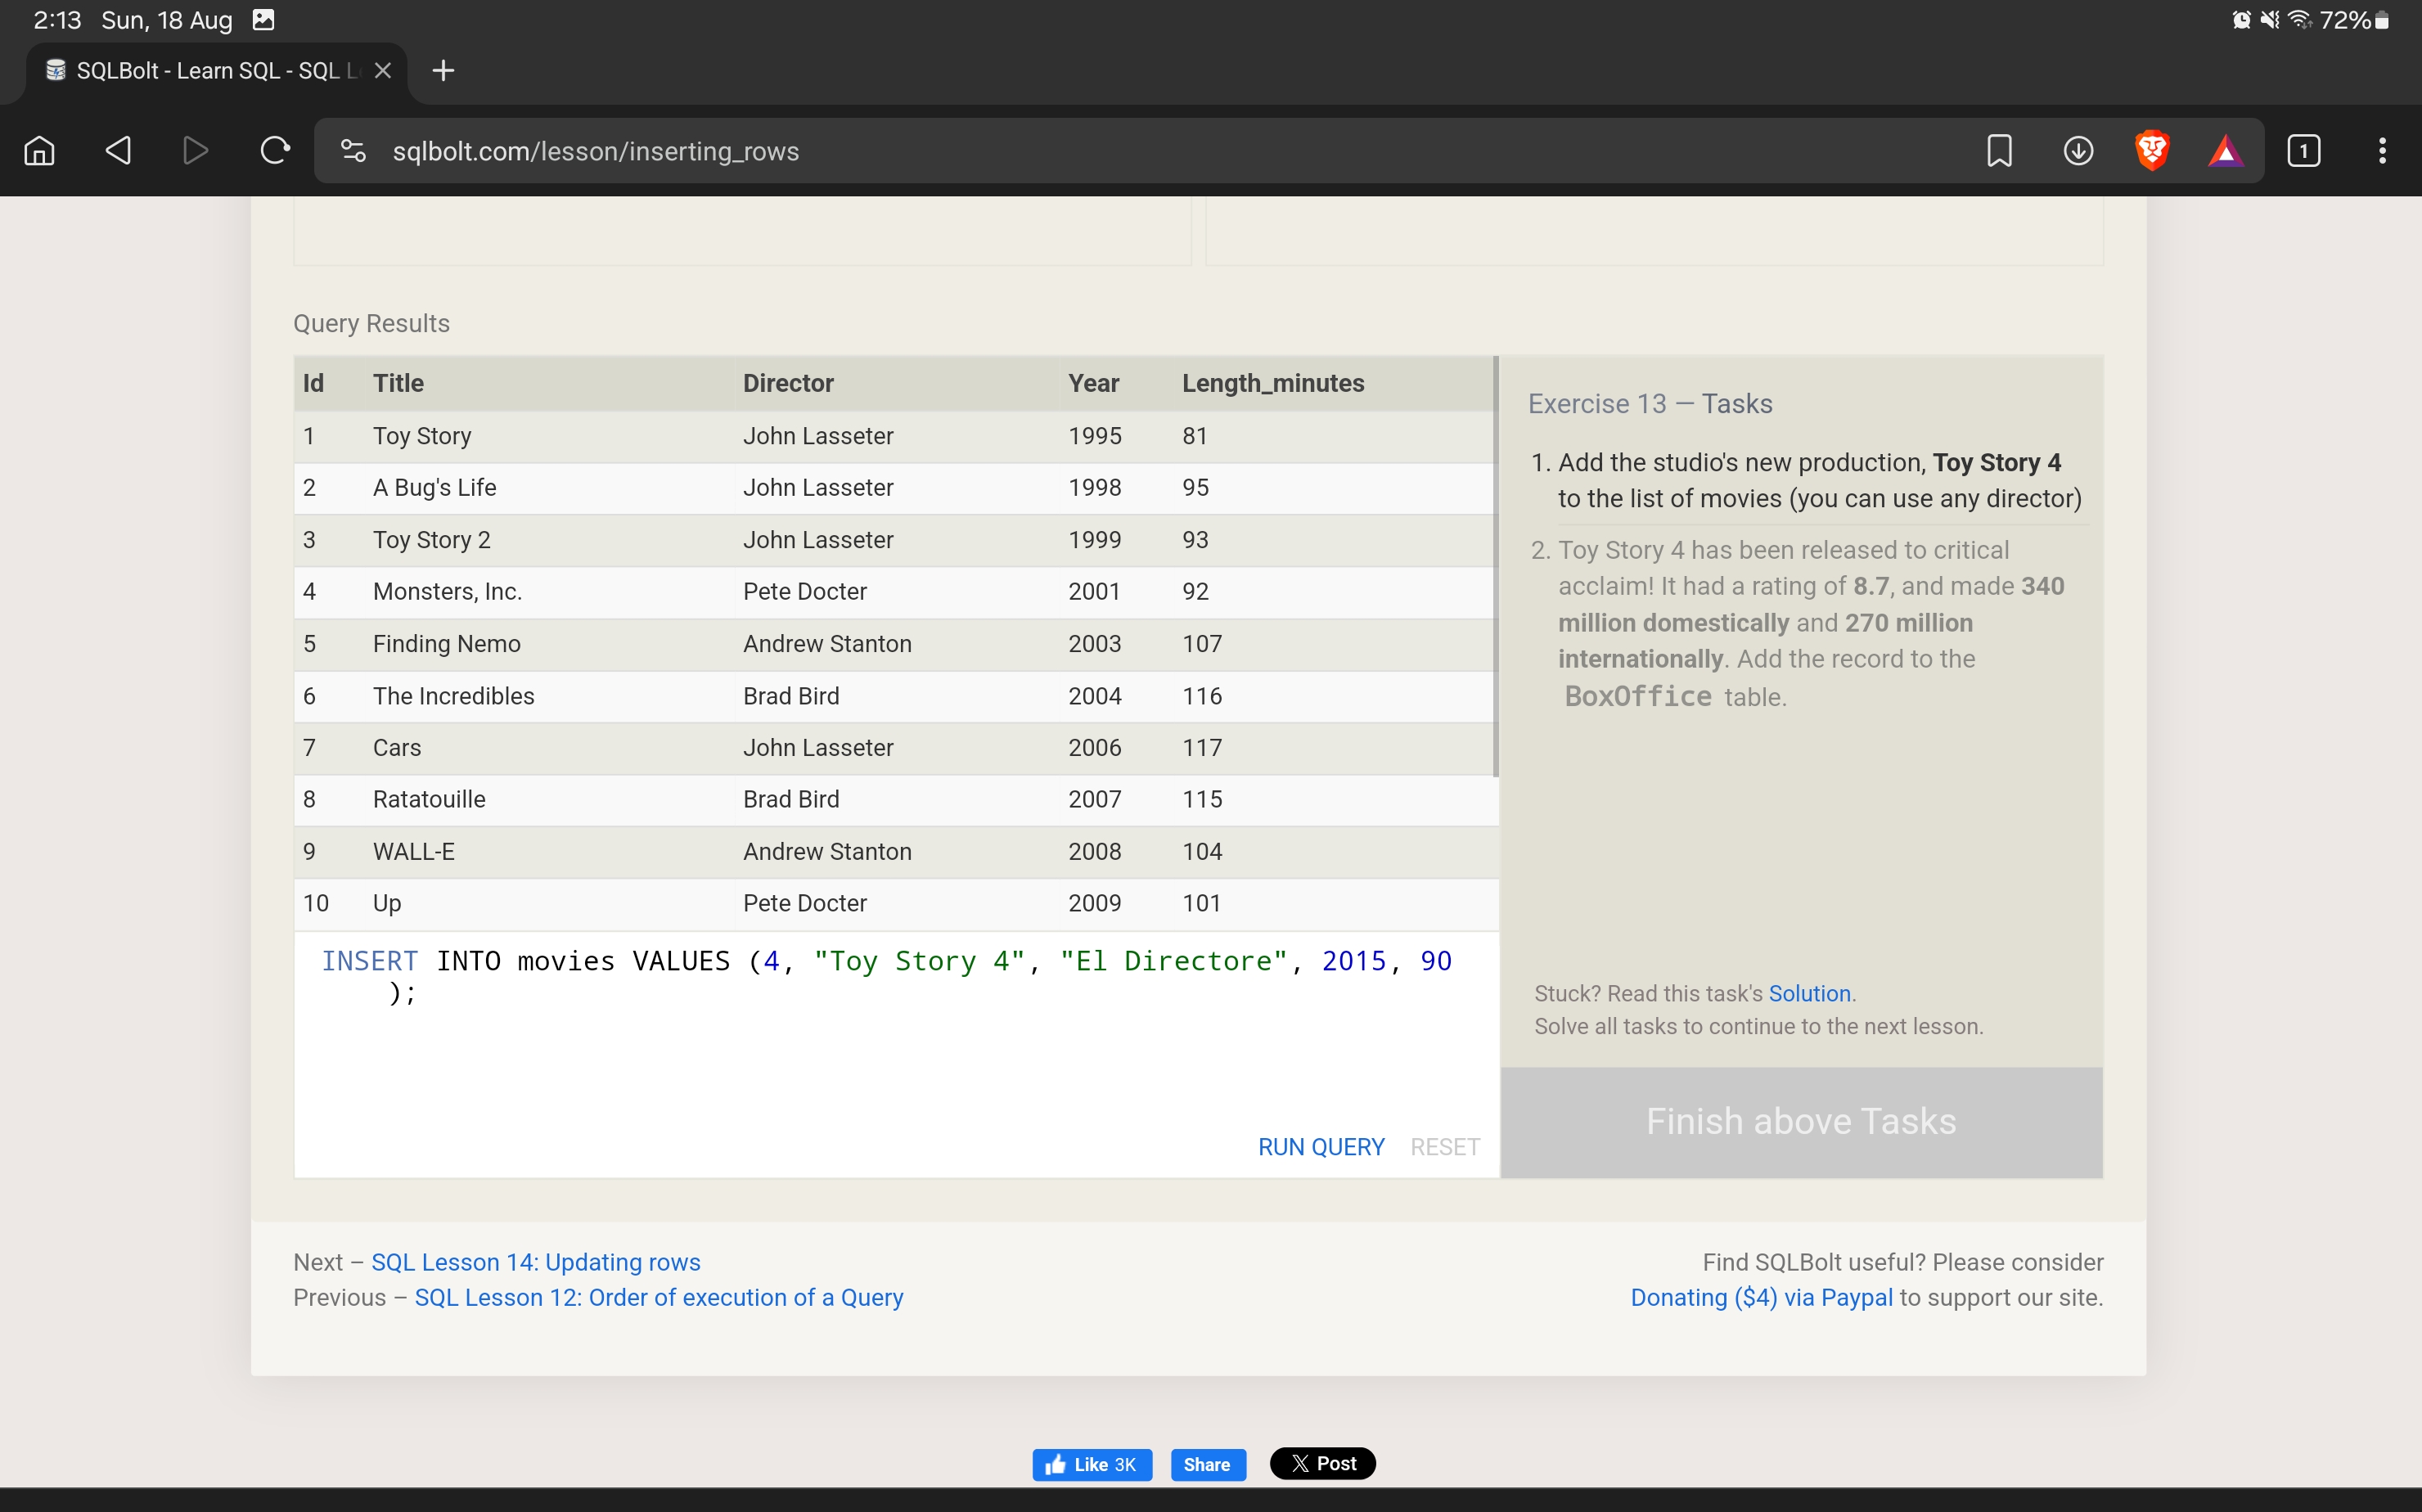 2:13 Sun, 18 Aug 72%
SQLBolt - Learn SQL - SQL L
sqlbolt.com/lesson/inserting_rows
1
Query Results
Id Title Director Year Length_minutes
1 Toy Story John Lasseter 1995 81
2 A Bug's Life John Lasseter 1998 95
3 Toy Story 2 John Lasseter 1999 93
4 Monsters, Inc. Pete Docter 2001 92
5 Finding Nemo Andrew Stanton 2003 107
6 The Incredibles Brad Bird 2004 116
7 Cars John Lasseter 2006 117
8 Ratatouille Brad Bird 2007 115
9 WALL-E Andrew Stanton 2008 104
10 Up Pete Docter 2009 101
INSERT INTO movies VALUES (4, "Toy Story 4", "El Directore", 2015, 90
);
RUN QUERY RESET
Exercise 13 — Tasks
1. Add the studio's new production, Toy Story 4
to the list of movies (you can use any director)
2. Toy Story 4 has been released to critical
acclaim! It had a rating of 8.7, and made 340
million domestically and 270 million
internationally. Add the record to the
BoxOffice table.
Stuck? Read this task's Solution.
Solve all tasks to continue to the next lesson.
Finish above Tasks
Next – SQL Lesson 14: Updating rows
Previous – SQL Lesson 12: Order of execution of a Query
Find SQLBolt useful? Please consider
Donating ($4) via Paypal to support our site.
Like 3K Share Post